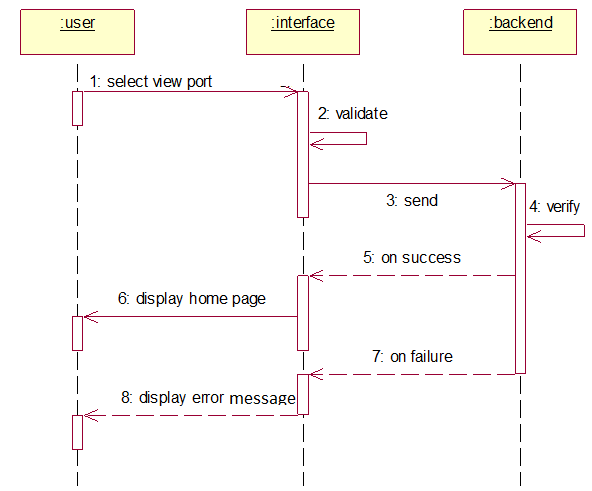 :user
:interface
:backend
1: select view port
2: validate
3: send
4: verify
5: on success
6: display home page
7: on failure
8: display error message